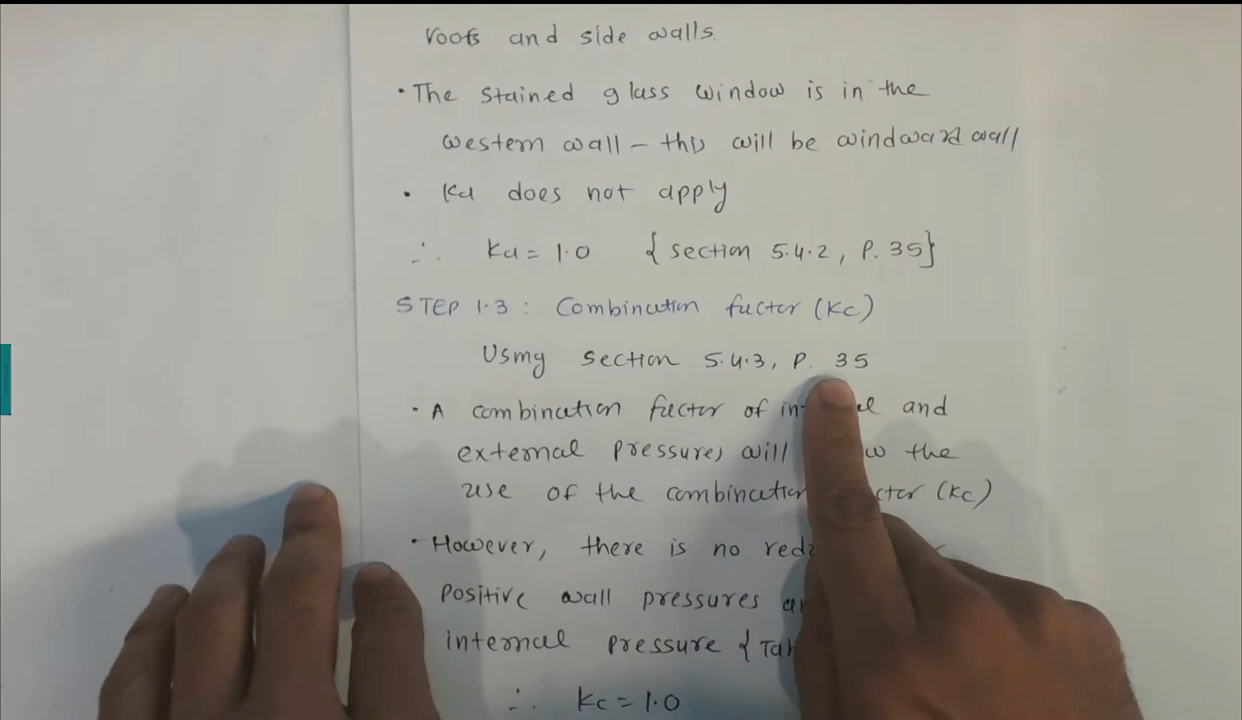 roofs and side walls.
• The stained glass window is in the
western wall – this will be windward wall
• Ka does not apply
∴ Ka = 1.0 {section 5.4.2, P. 35}
STEP 1.3 : Combination factor (Kc)
Using section 5.4.3, P. 35
• A combination factor of and
external pressures will the
use of the combination (Kc)
• However, there is no
positive wall pressures
internal pressure {
∴ Kc = 1.0